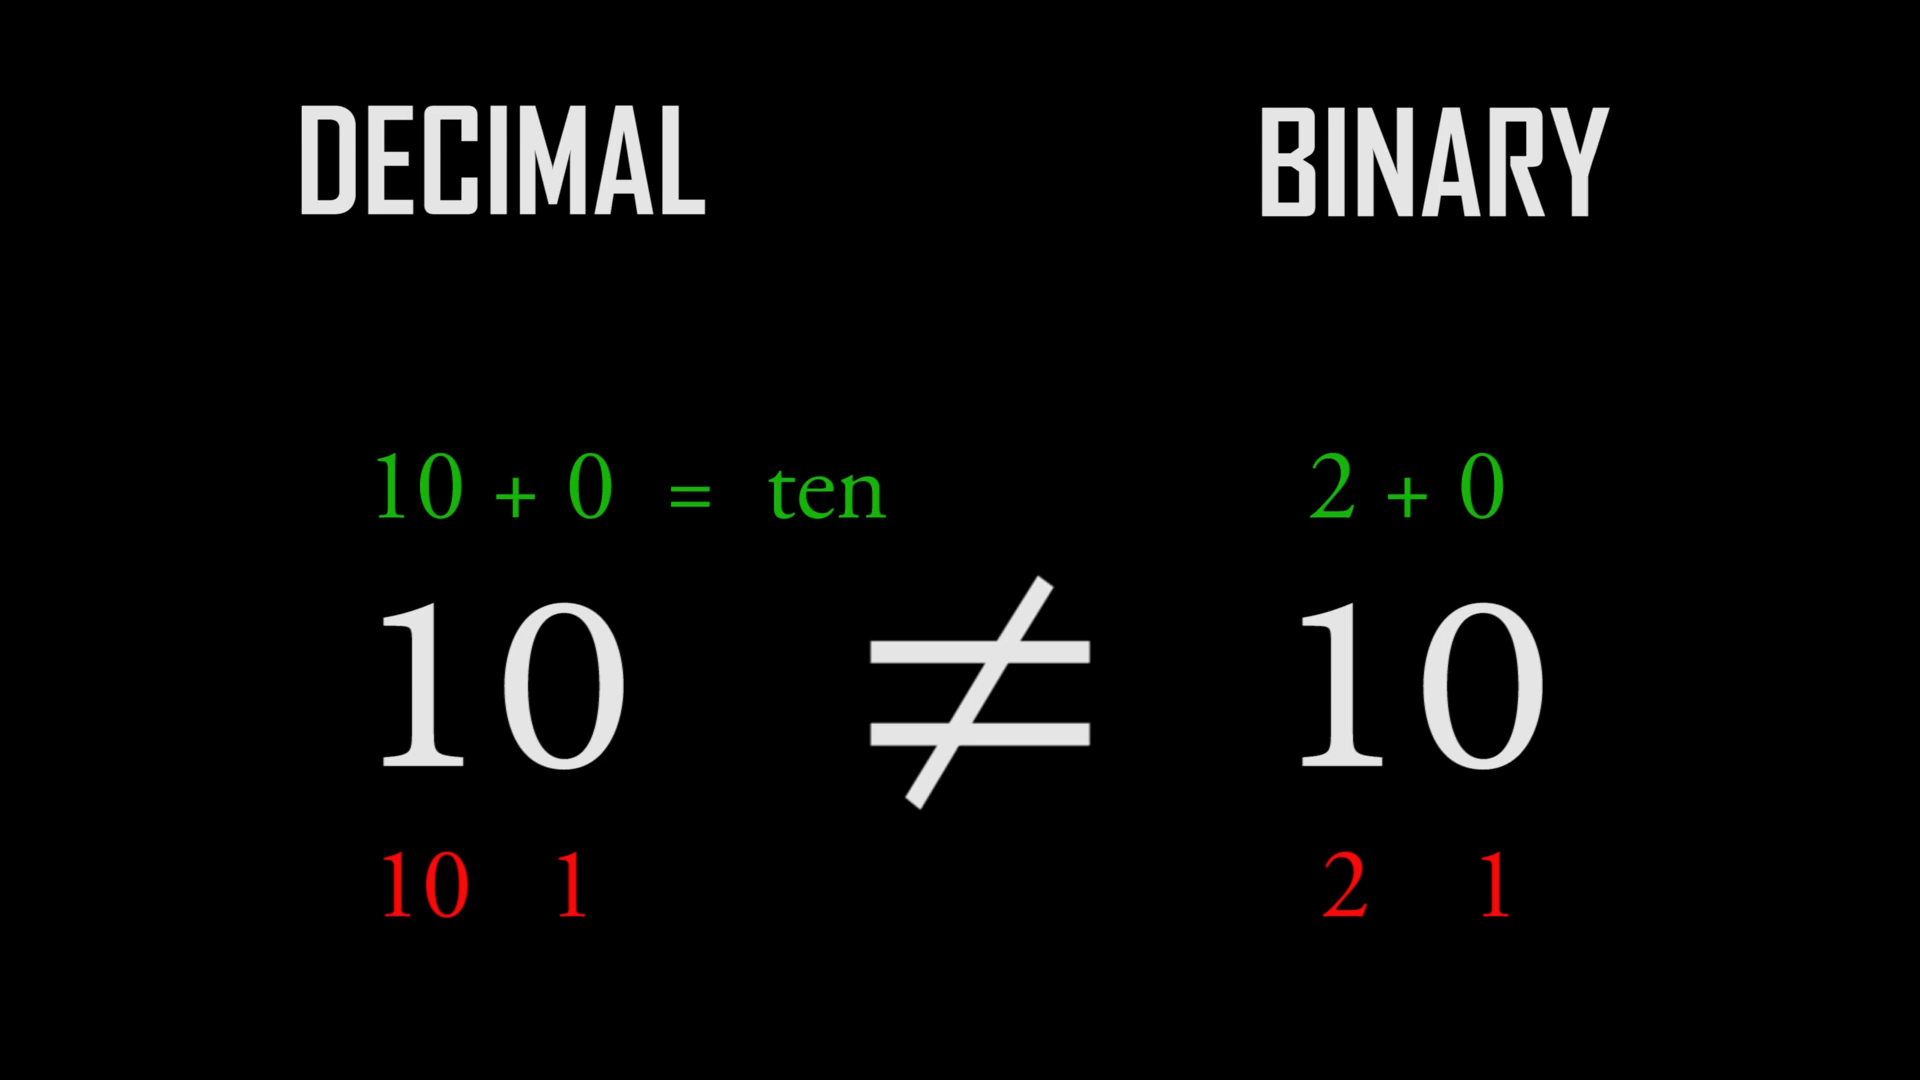 DECIMAL BINARY
10 + 0 = ten 2 + 0
10 ≠ 10
10 1 2 1